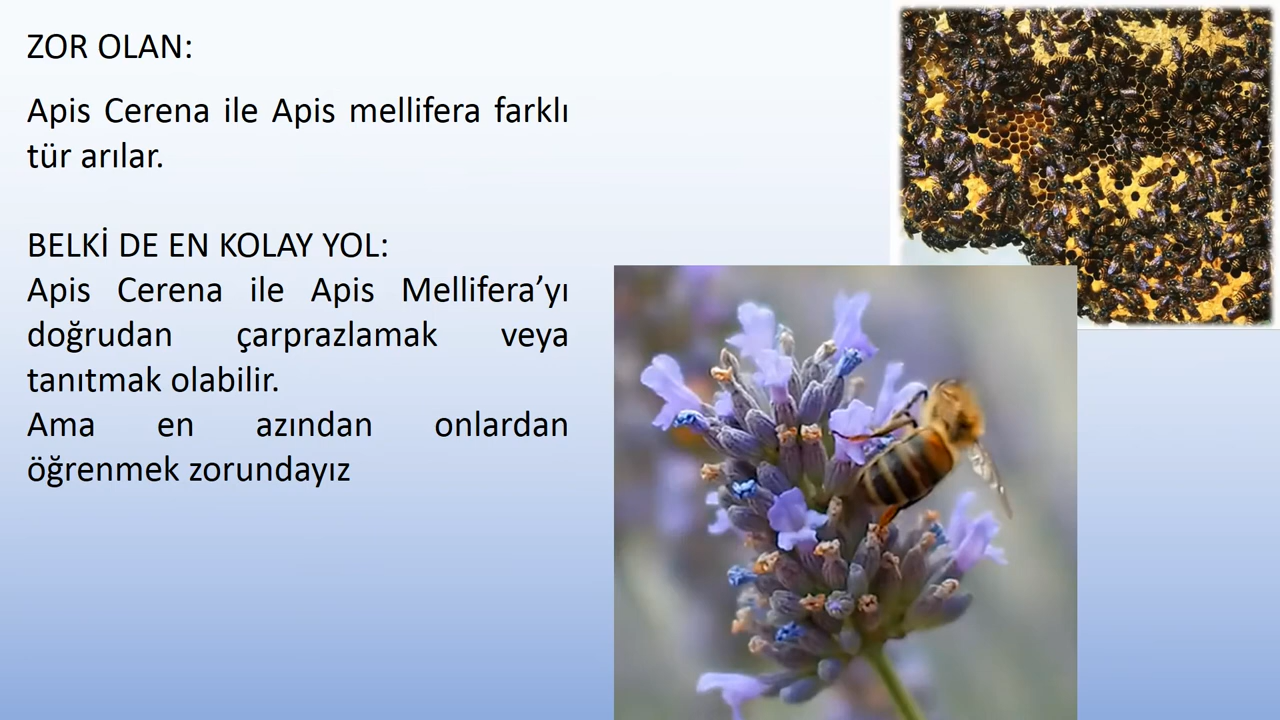 ZOR OLAN:
Apis Cerena ile Apis mellifera farklı
tür arılar.
BELKİ DE EN KOLAY YOL:
Apis Cerena ile Apis Mellifera’yı
doğrudan çarprazlamak veya
tanıtmak olabilir.
Ama en azından onlardan
öğrenmek zorundayız